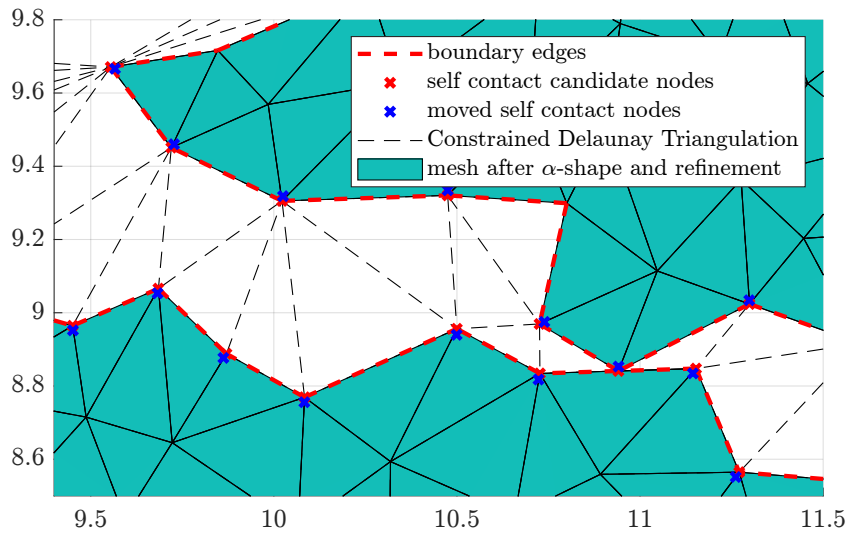 9.8
boundary edges
self contact candidate nodes
moved self contact nodes
Constrained Delaunay Triangulation
mesh after α-shape and refinement
9.6
9.4
9.2
9
8.8
8.6
9.5 10 10.5 11 11.5